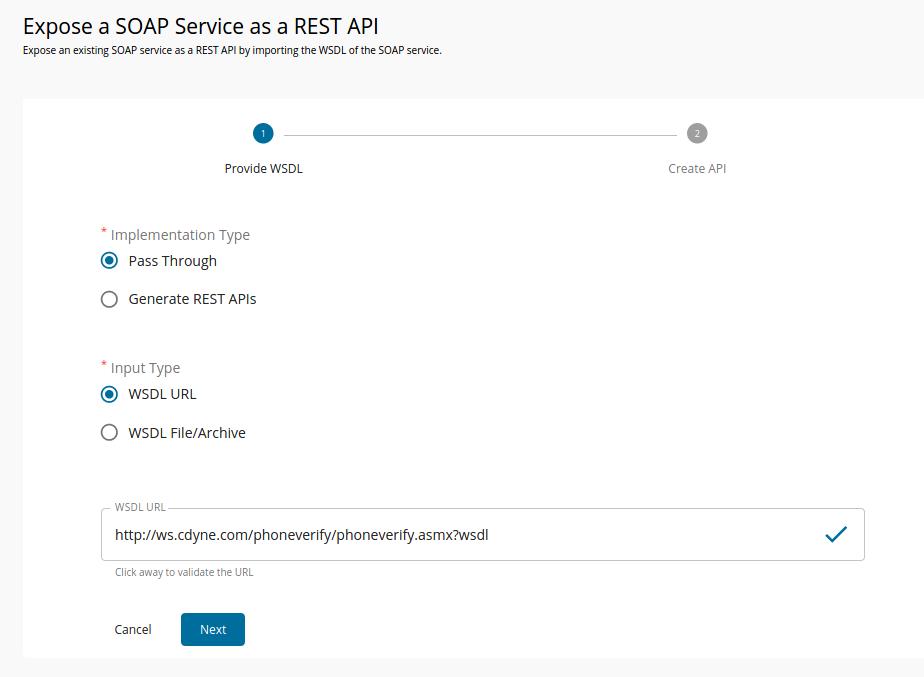 Expose a SOAP Service as a REST API
Expose an existing SOAP service as a REST API by importing the WSDL of the SOAP service.
1
2
Provide WSDL
Create API
* Implementation Type
Pass Through
Generate REST APIs
* Input Type
WSDL URL
WSDL File/Archive
WSDL URL
http://ws.cdyne.com/phoneverify/phoneverify.asmx?wsdl
Click away to validate the URL
Cancel
Next